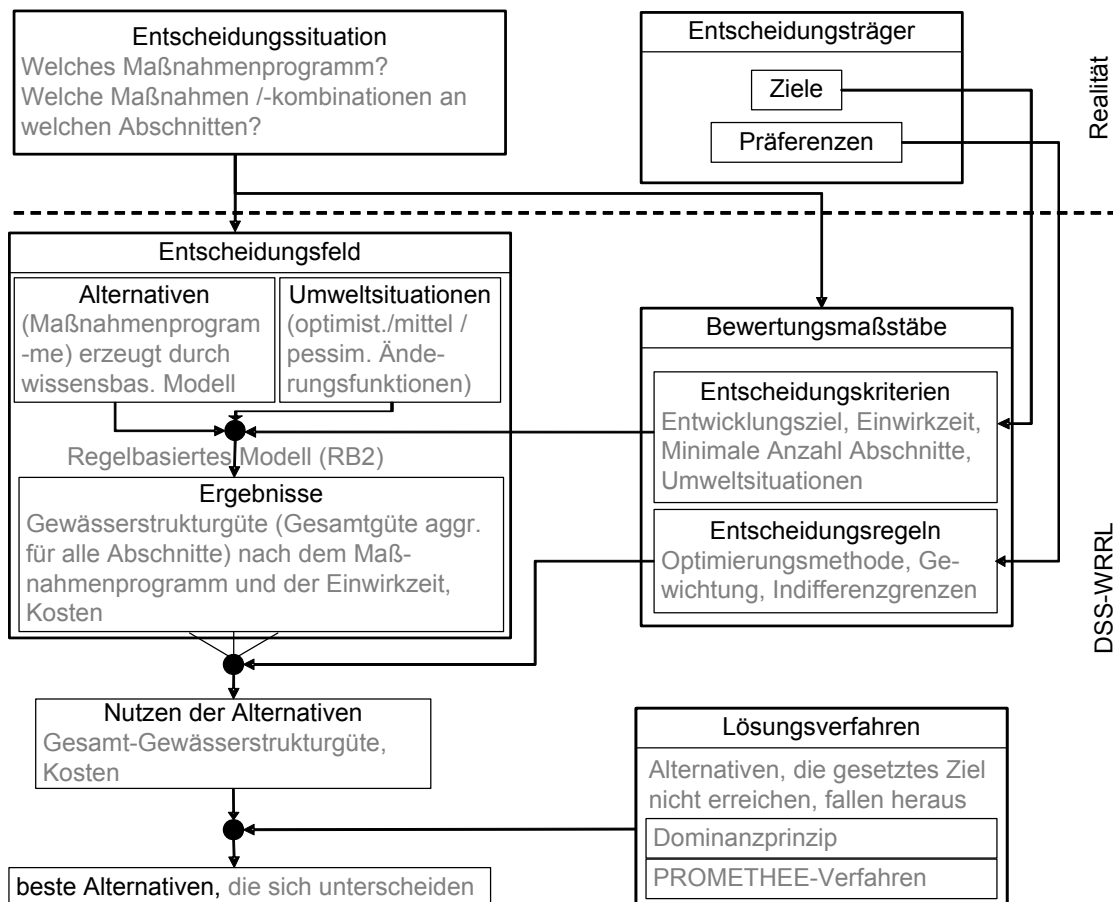 Entscheidungssituation
Welches Maßnahmenprogramm?
Welche Maßnahmen /-kombinationen an
welchen Abschnitten?
Entscheidungsträger
Ziele
Präferenzen
Realität
Entscheidungsfeld
Alternativen
(Maßnahmenprogram
-me) erzeugt durch
wissensbas. Modell
Umweltsituationen
(optimist./mittel /
pessim. Ände-
rungsfunktionen)
Regelbasiertes Modell (RB2)
Ergebnisse
Gewässerstrukturgüte (Gesamtgüte aggr.
für alle Abschnitte) nach dem Maß-
nahmenprogramm und der Einwirkzeit,
Kosten
Bewertungsmaßstäbe
Entscheidungskriterien
Entwicklungsziel, Einwirkzeit,
Minimale Anzahl Abschnitte,
Umweltsituationen
Entscheidungsregeln
Optimierungsmethode, Ge-
wichtung, Indifferenzgrenzen
DSS-WRRL
Nutzen der Alternativen
Gesamt-Gewässerstrukturgüte,
Kosten
Lösungsverfahren
Alternativen, die gesetztes Ziel
nicht erreichen, fallen heraus
Dominanzprinzip
PROMETHEE-Verfahren
beste Alternativen, die sich unterscheiden